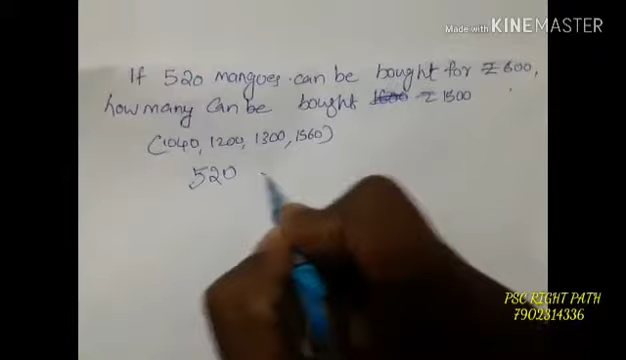 Made with KINEMASTER
If 520 mangoes can be bought for ₹ 600,
how many can be bought ₹ 1500
(1040, 1200, 1300, 1560)
520
PSC RIGHT PATH
7902314336